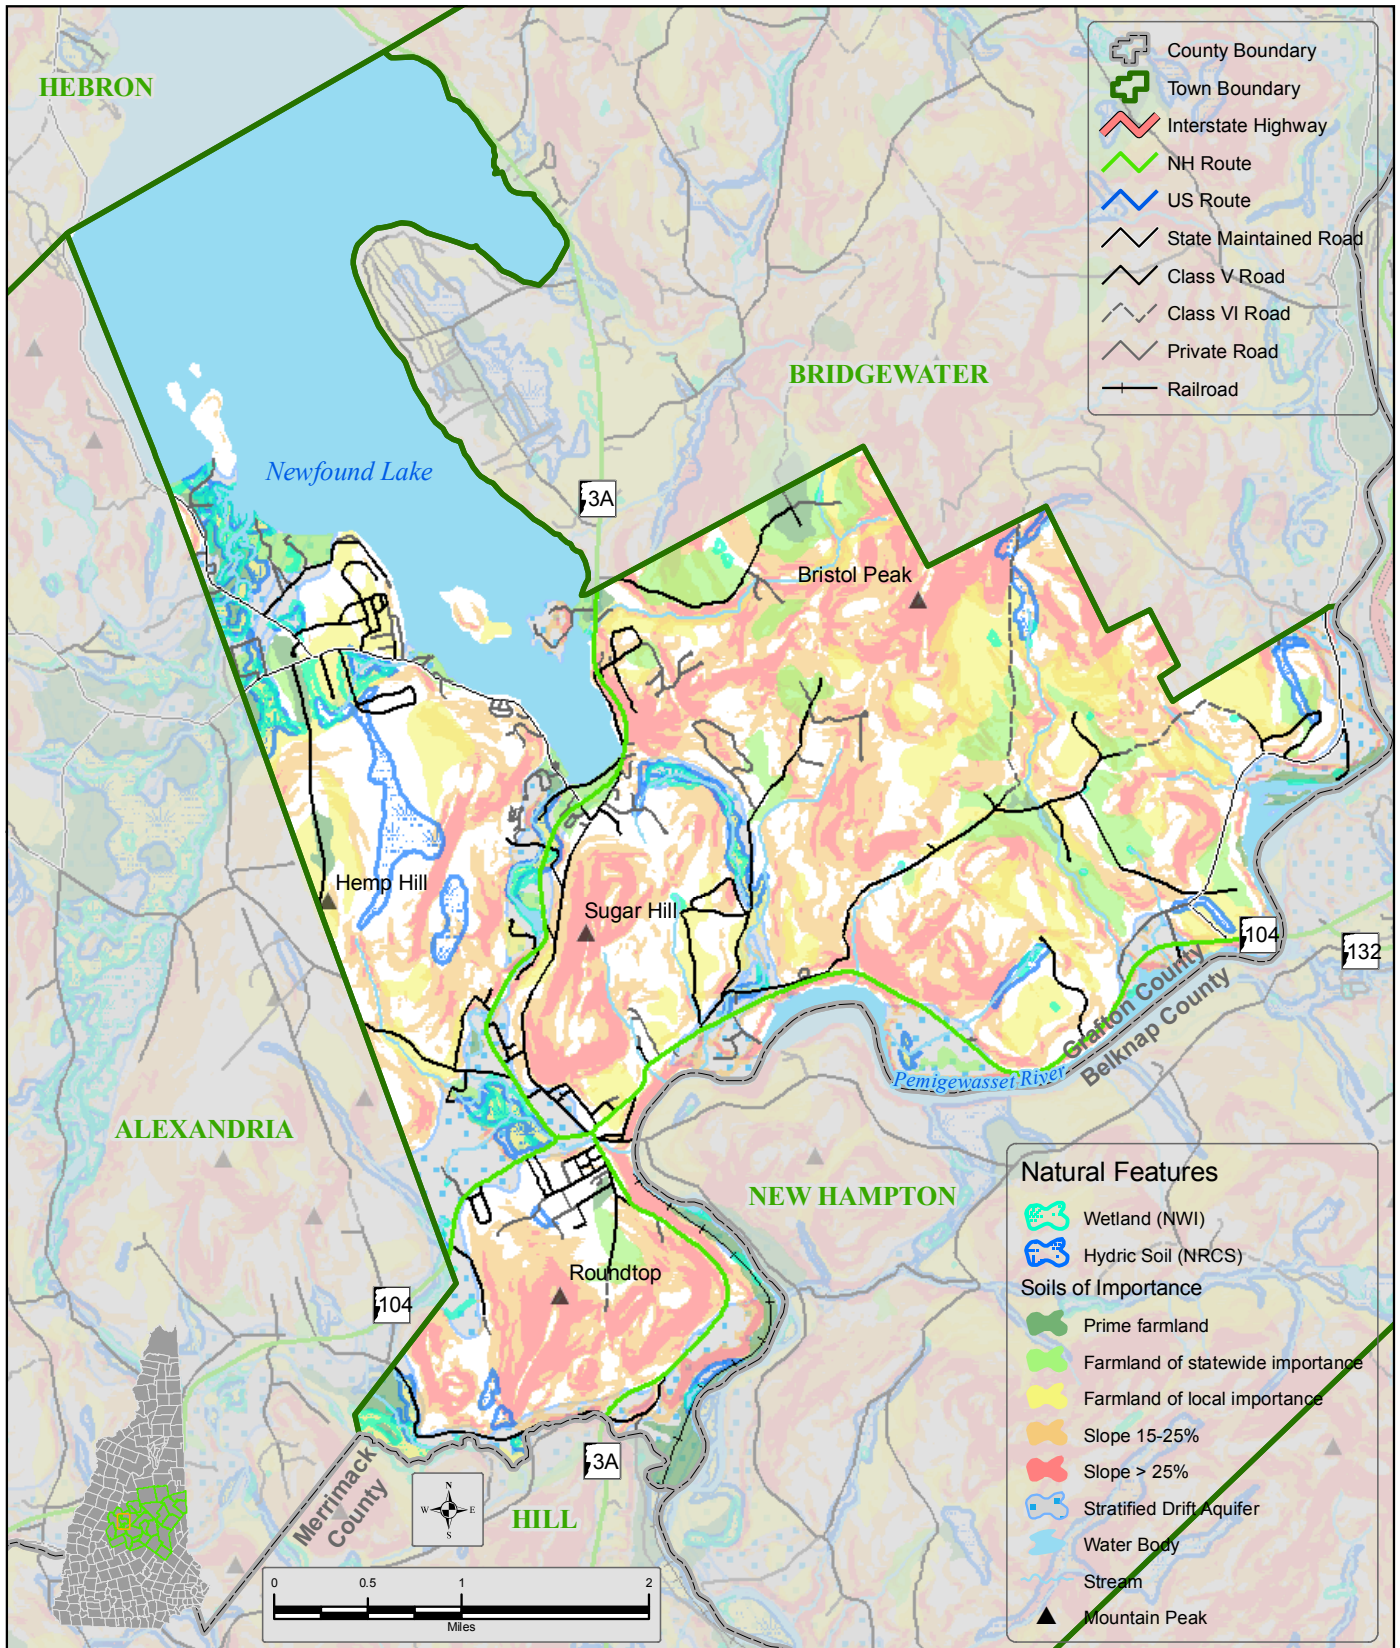 HEBRON
County Boundary
Town Boundary
Interstate Highway
NH Route
US Route
State Maintained Road
Class V Road
Class VI Road
Private Road
Railroad
BRIDGEWATER
Newfound Lake
3A
Bristol Peak
Hemp Hill
Sugar Hill
104
132
Grafton County
Belknap County
Pemigewasset River
ALEXANDRIA
NEW HAMPTON
Roundtop
104
3A
Merrimack
County
HILL
N
W
E
S
0
0.5
1
2
Miles
Natural Features
Wetland (NWI)
Hydric Soil (NRCS)
Soils of Importance
Prime farmland
Farmland of statewide importance
Farmland of local importance
Slope 15-25%
Slope > 25%
Stratified Drift Aquifer
Water Body
Stream
Mountain Peak